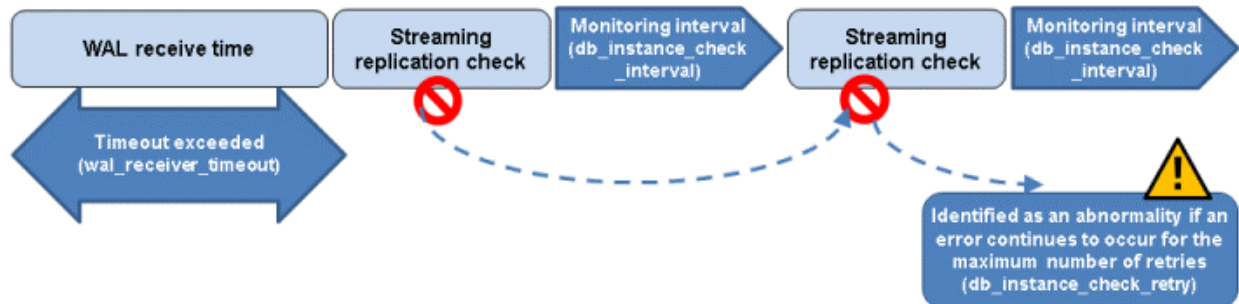 WAL receive time
Streaming
replication check
Monitoring interval
(db_instance_check
_interval)
Streaming
replication check
Monitoring interval
(db_instance_check
_interval)
Timeout exceeded
(wal_receiver_timeout)
Identified as an abnormality if an
error continues to occur for the
maximum number of retries
(db_instance_check_retry)